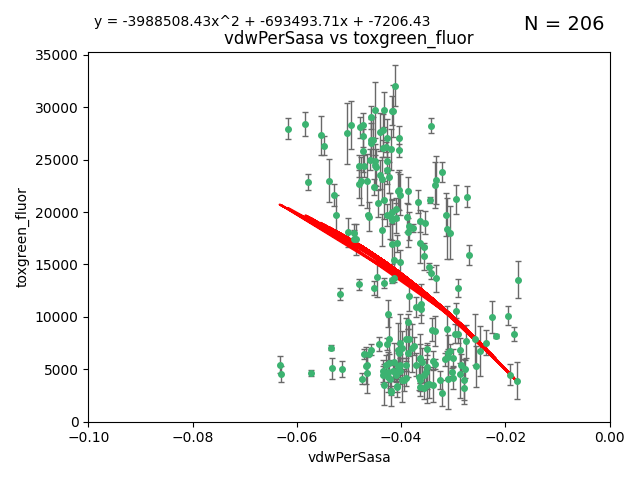 y = -3988508.43x^2 + -693493.71x + -7206.43
N = 206
vdwPerSasa vs toxgreen_fluor
35000
30000
25000
20000
15000
10000
5000
0
toxgreen_fluor
−0.10
−0.08
−0.06
−0.04
−0.02
0.00
vdwPerSasa